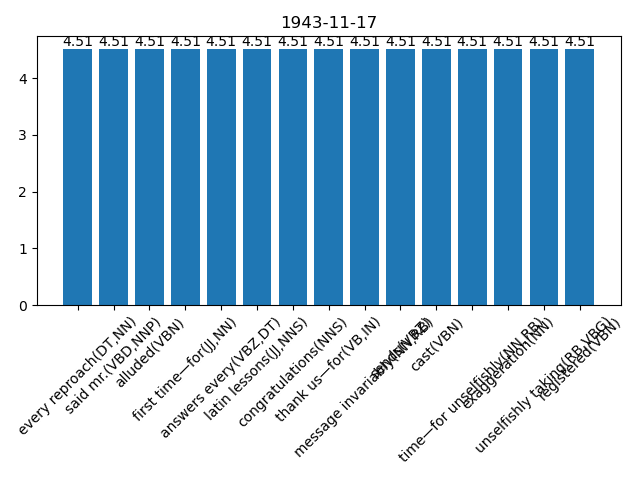 1943-11-17
4.51 4.51 4.51 4.51 4.51 4.51 4.51 4.51 4.51 4.51 4.51 4.51 4.51 4.51 4.51
4
3
2
1
0
every reproach(DT,NN)
said mr.(VBD,NNP)
alluded(VBN)
first time—for(JJ,NN)
answers every(VBZ,DT)
latin lessons(JJ,NNS)
congratulations(NNS)
thank us—for(VB,IN)
message invariably(NN,RB)
cast(VBN)
time—for unselfishly(NN,RB)
exaggeration(NN)
unselfishly taking(RB,VBG)
registered(VBN)